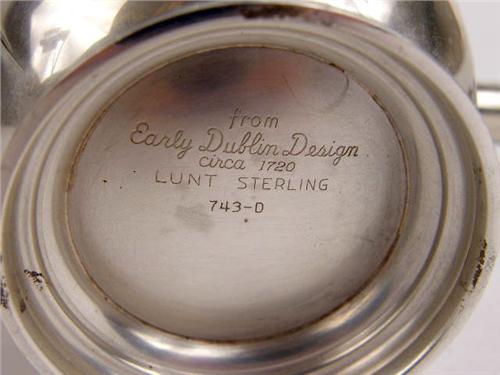 from
Early Dublin Design
circa 1720
LUNT STERLING
743-D